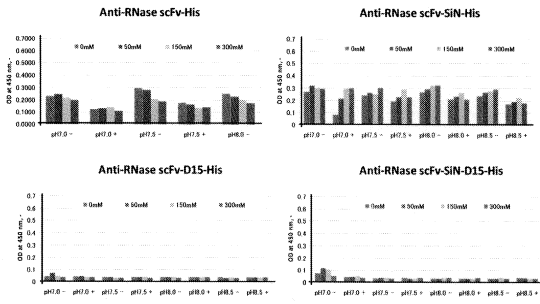 Anti-RNase scFv-His
OD at 450 nm, -
0mM 50mM 150mM 300mM
0.7000
0.6000
0.5000
0.4000
0.3000
0.2000
0.1000
0.0000
pH7.0 - pH7.0 + pH7.5 - pH7.5 + pH8.0 -
Anti-RNase scFv-SiN-His
OD at 450 nm, -
0mM 50mM 150mM 300mM
0.7
0.6
0.5
0.4
0.3
0.2
0.1
0
pH7.0 - pH7.0 + pH7.5 - pH7.5 + pH8.0 - pH8.0 + pH8.5 - pH8.5 +
Anti-RNase scFv-D15-His
OD at 450 nm, -
0mM 50mM 150mM 300mM
0.7
0.6
0.5
0.4
0.3
0.2
0.1
0
pH7.0 - pH7.0 + pH7.5 - pH7.5 + pH8.0 - pH8.0 + pH8.5 - pH8.5 +
Anti-RNase scFv-SiN-D15-His
OD at 450 nm, -
0mM 50mM 150mM 300mM
0.7
0.6
0.5
0.4
0.3
0.2
0.1
0
pH7.0 - pH7.0 + pH7.5 - pH7.5 + pH8.0 - pH8.0 + pH8.5 - pH8.5 +